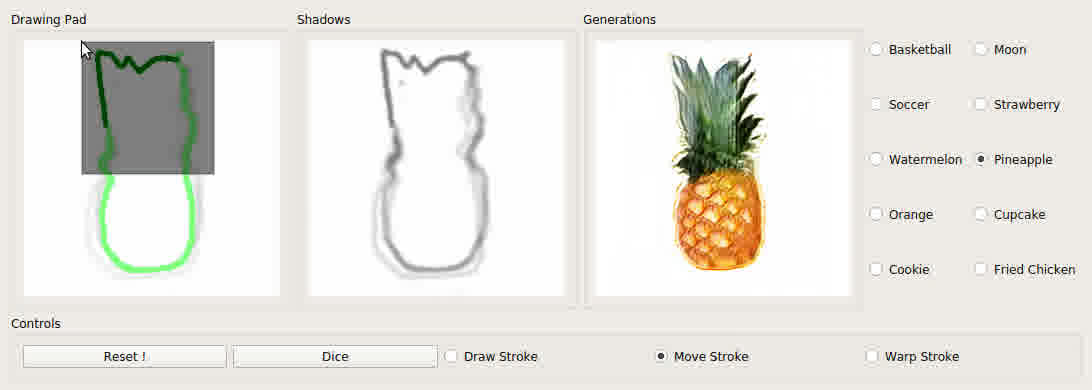 Drawing Pad Shadows Generations
Basketball Moon
Soccer Strawberry
Watermelon Pineapple
Orange Cupcake
Cookie Fried Chicken
Controls
Reset ! Dice Draw Stroke Move Stroke Warp Stroke